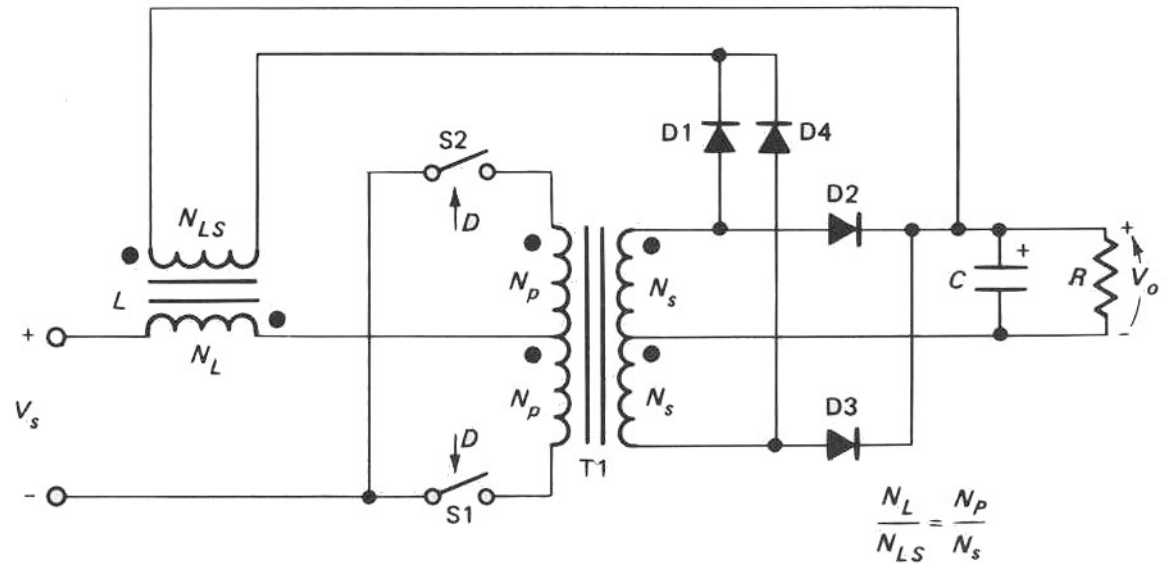 D1
D4
S2
D
D2
N_LS
L
N_p
N_s
C
+
R
+
V_o
-
+
N_L
N_p
N_s
V_s
D
D3
T1
-
S1
N_L / N_LS = N_P / N_s